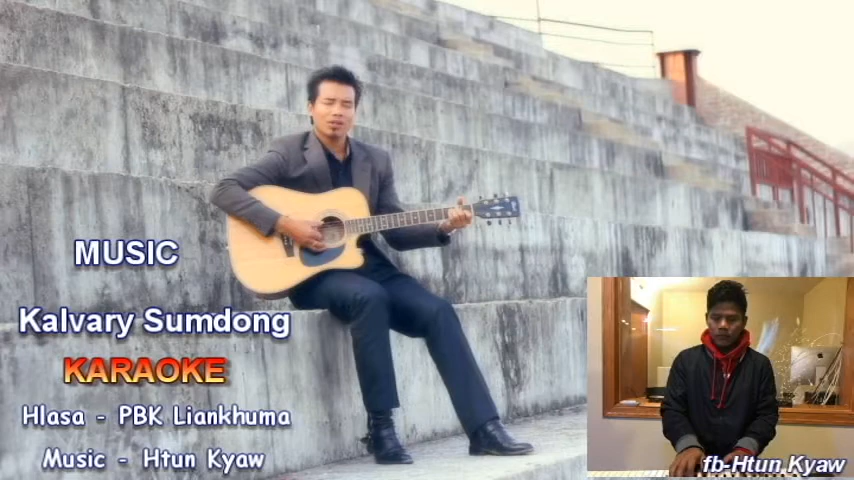 MUSIC
Kalvary Sumdong
KARAOKE
Hlasa - PBK Liankhuma
Music - Htun Kyaw
fb-Htun Kyaw